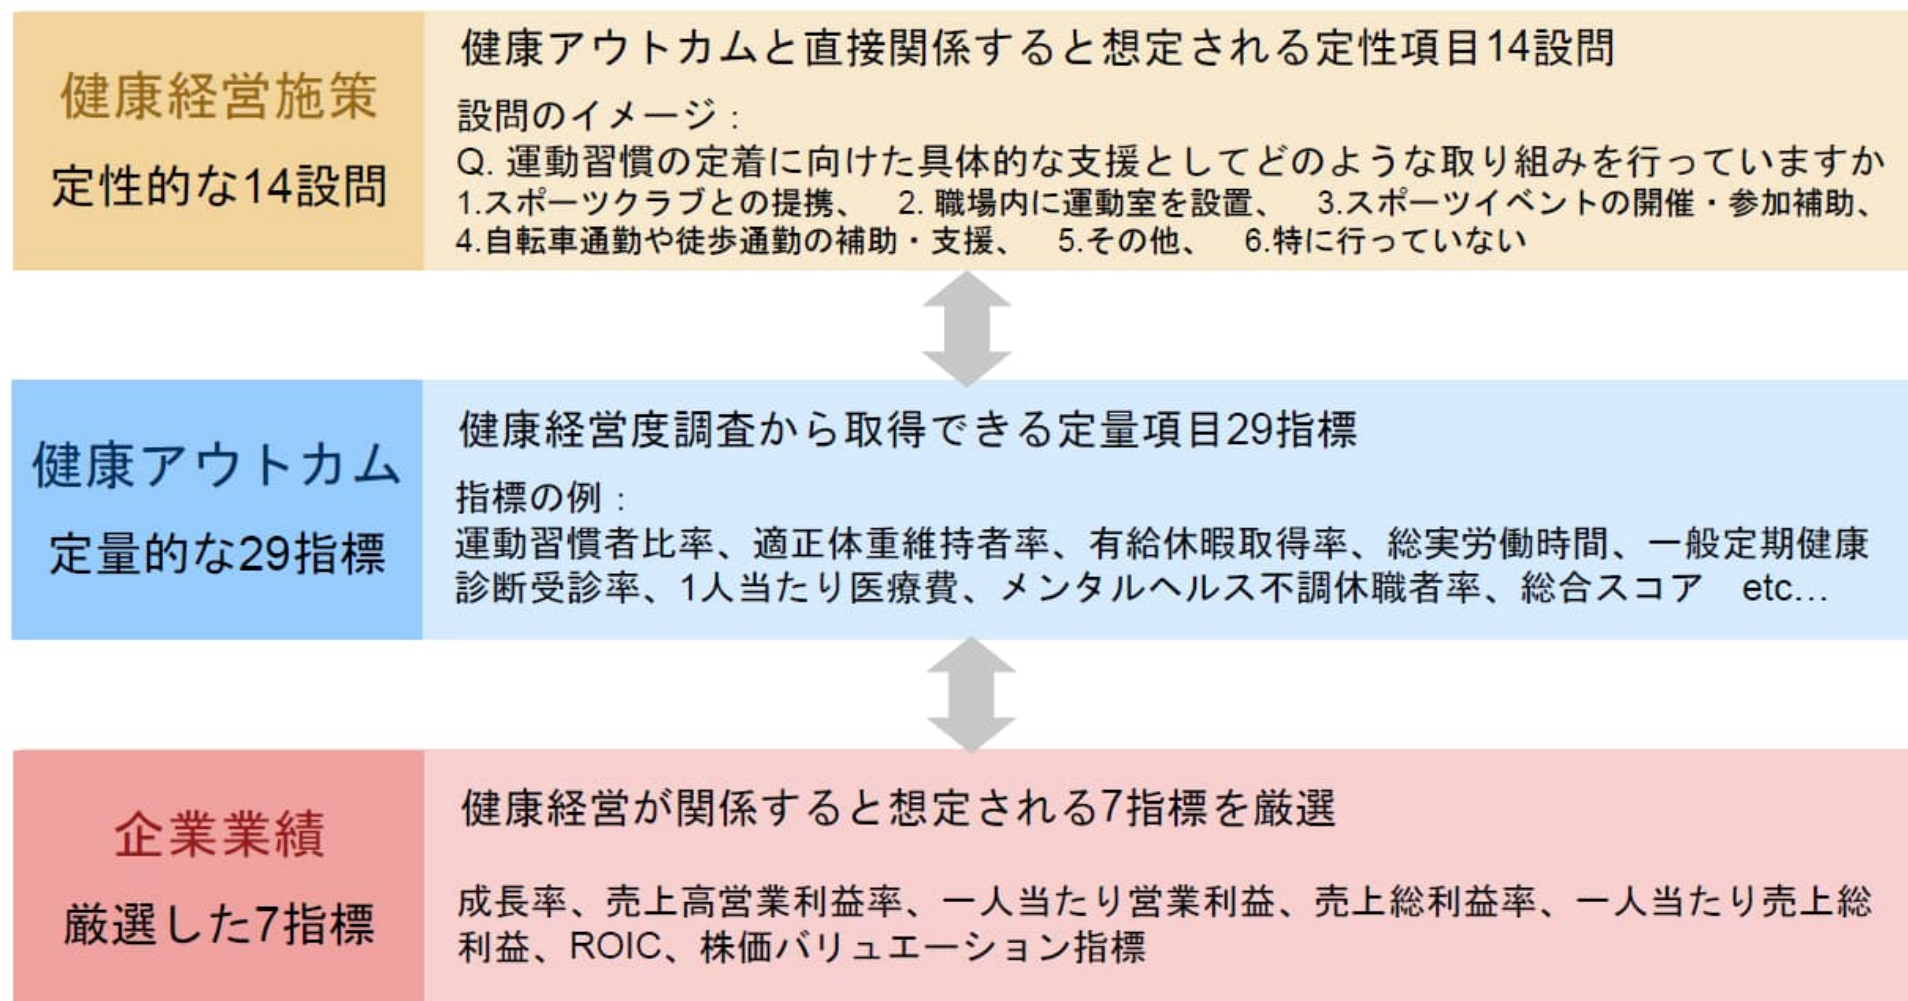 健康経営施策
定性的な14設問
健康アウトカムと直接関係すると想定される定性項目14設問
設問のイメージ：
Q. 運動習慣の定着に向けた具体的な支援としてどのような取り組みを行っていますか
1.スポーツクラブとの提携、　2. 職場内に運動室を設置、　3.スポーツイベントの開催・参加補助、
4.自転車通勤や徒歩通勤の補助・支援、　5.その他、　6.特に行っていない
健康アウトカム
定量的な29指標
健康経営度調査から取得できる定量項目29指標
指標の例：
運動習慣者比率、適正体重維持者率、有給休暇取得率、総実労働時間、一般定期健康
診断受診率、1人当たり医療費、メンタルヘルス不調休職者率、総合スコア　etc…
企業業績
厳選した7指標
健康経営が関係すると想定される7指標を厳選
成長率、売上高営業利益率、一人当たり営業利益、売上総利益率、一人当たり売上総
利益、ROIC、株価バリュエーション指標